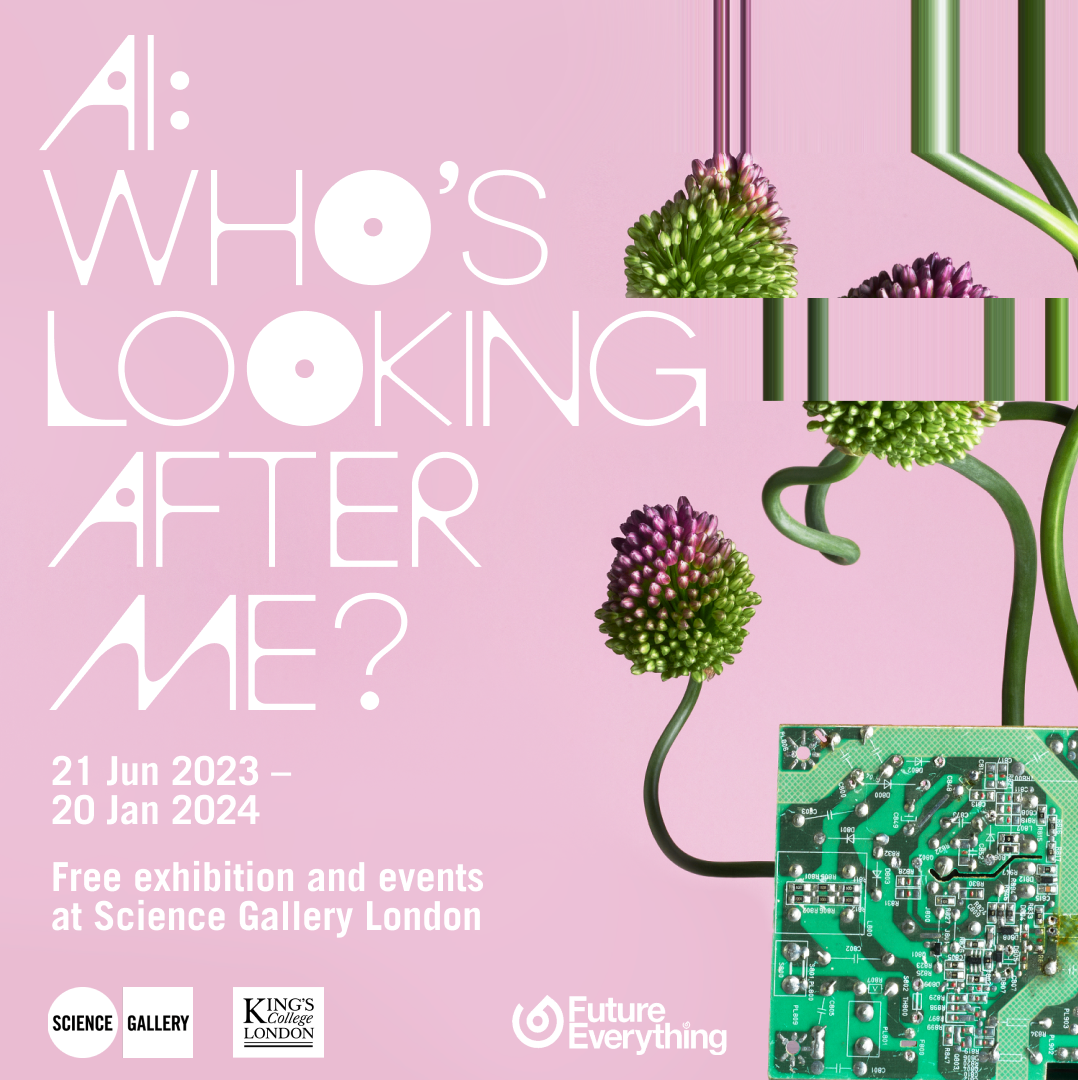 AI:
WHO'S
LOOKING
AFTER
ME?
21 Jun 2023 –
20 Jan 2024
Free exhibition and events
at Science Gallery London
SCIENCE GALLERY
KING'S
College
LONDON
Future
Everything